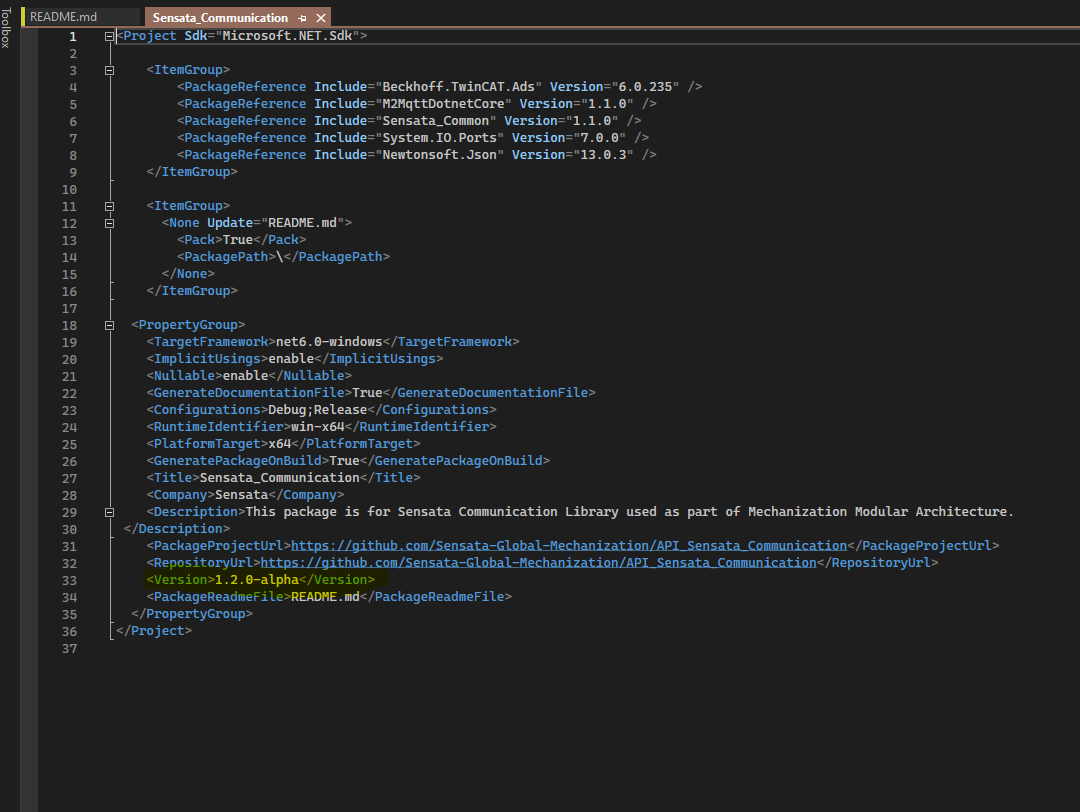 Toolbox
README.md
Sensata_Communication
1 <Project Sdk="Microsoft.NET.Sdk">
2
3 <ItemGroup>
4 <PackageReference Include="Beckhoff.TwinCAT.Ads" Version="6.0.235" />
5 <PackageReference Include="M2MqttDotnetCore" Version="1.1.0" />
6 <PackageReference Include="Sensata_Common" Version="1.1.0" />
7 <PackageReference Include="System.IO.Ports" Version="7.0.0" />
8 <PackageReference Include="Newtonsoft.Json" Version="13.0.3" />
9 </ItemGroup>
10
11 <ItemGroup>
12 <None Update="README.md">
13 <Pack>True</Pack>
14 <PackagePath>\</PackagePath>
15 </None>
16 </ItemGroup>
17
18 <PropertyGroup>
19 <TargetFramework>net6.0-windows</TargetFramework>
20 <ImplicitUsings>enable</ImplicitUsings>
21 <Nullable>enable</Nullable>
22 <GenerateDocumentationFile>True</GenerateDocumentationFile>
23 <Configurations>Debug;Release</Configurations>
24 <RuntimeIdentifier>win-x64</RuntimeIdentifier>
25 <PlatformTarget>x64</PlatformTarget>
26 <GeneratePackageOnBuild>True</GeneratePackageOnBuild>
27 <Title>Sensata_Communication</Title>
28 <Company>Sensata</Company>
29 <Description>This package is for Sensata Communication Library used as part of Mechanization Modular Architecture.
30 </Description>
31 <PackageProjectUrl>https://github.com/Sensata-Global-Mechanization/API_Sensata_Communication</PackageProjectUrl>
32 <RepositoryUrl>https://github.com/Sensata-Global-Mechanization/API_Sensata_Communication</RepositoryUrl>
33 <Version>1.2.0-alpha</Version>
34 <PackageReadmeFile>README.md</PackageReadmeFile>
35 </PropertyGroup>
36 </Project>
37